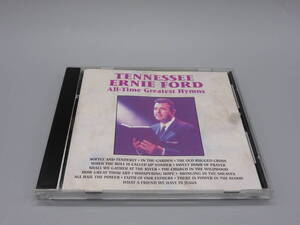 TENNESSEE
ERNIE FORD
All-Time Greatest Hymns
SOFTLY AND TENDERLY • IN THE GARDEN • THE OLD RUGGED CROSS
WHEN THE ROLL IS CALLED UP YONDER • SWEET HOUR OF PRAYER
SHALL WE GATHER AT THE RIVER • THE CHURCH IN THE WILDWOOD
HOW GREAT THOU ART • WHISPERING HOPE • BRINGING IN THE SHEAVES
ALL HAIL THE POWER • FAITH OF OUR FATHERS • THERE IS POWER IN THE BLOOD
WHAT A FRIEND WE HAVE IN JESUS